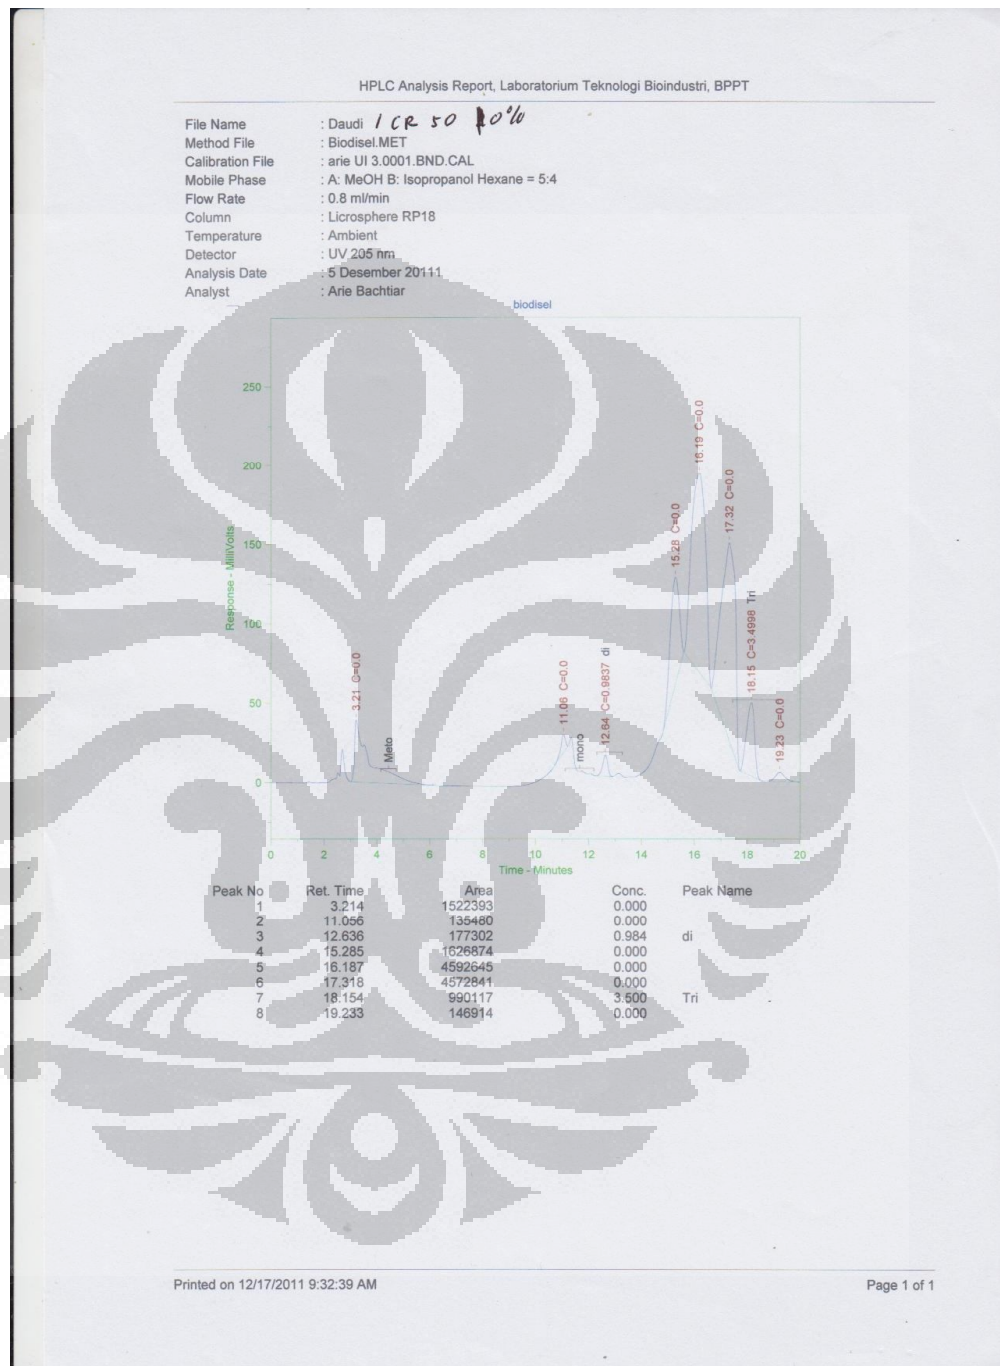 HPLC Analysis Report, Laboratorium Teknologi Bioindustri, BPPT
File Name : Daudi 1 CR 50 10%
Method File : Biodisel.MET
Calibration File : arie UI 3.0001.BND.CAL
Mobile Phase : A: MeOH B: Isopropanol Hexane = 5:4
Flow Rate : 0.8 ml/min
Column : Licrosphere RP18
Temperature : Ambient
Detector : UV 205 nm
Analysis Date : 5 Desember 20111
Analyst : Arie Bachtiar
biodisel
250
200
150
100
50
0
Response - MilliVolts
3.21 C=0.0
Meto
11.06 C=0.0
mono
12.64 C=0.9837 di
15.28 C=0.0
16.19 C=0.0
17.32 C=0.0
18.15 C=3.4998 Tri
19.23 C=0.0
0 2 4 6 8 10 12 14 16 18 20
Time - Minutes
Peak No Ret. Time Area Conc. Peak Name
1 3.214 1522393 0.000
2 11.056 135480 0.000
3 12.636 177302 0.984 di
4 15.285 1626874 0.000
5 16.187 4592645 0.000
6 17.318 4572841 0.000
7 18.154 990117 3.500 Tri
8 19.233 146914 0.000
Printed on 12/17/2011 9:32:39 AM Page 1 of 1